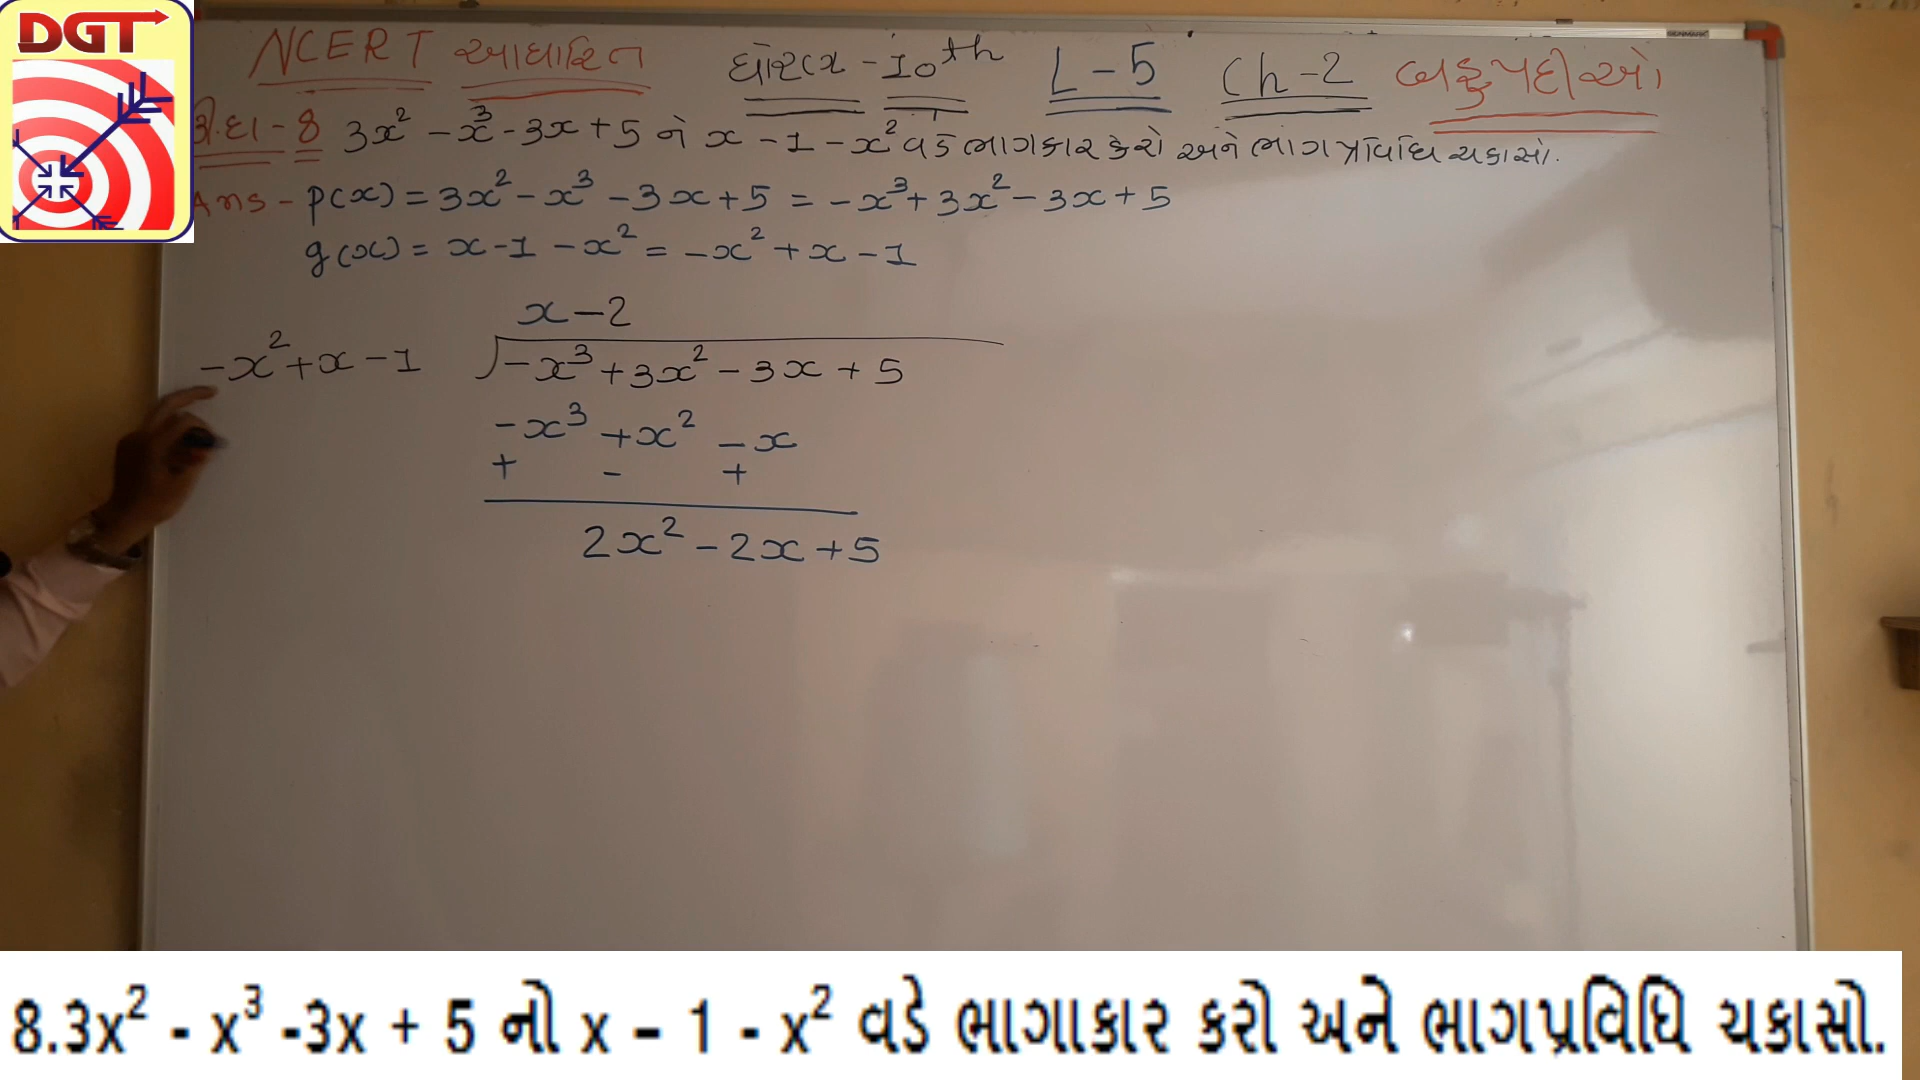 DGT
NCERT આધારિત ધોરણ - 10th L - 5 Ch - 2 બહુપદીઓ
ઉ.દા - 8 3x² - x³ - 3x + 5 ને x - 1 - x² વડે ભાગાકાર કરો અને ભાગ પ્રવિધિ ચકાસો.
Ans - p(x) = 3x² - x³ - 3x + 5 = -x³ + 3x² - 3x + 5
g(x) = x - 1 - x² = -x² + x - 1
x - 2
-x² + x - 1 -x³ + 3x² - 3x + 5
-x³ + x² - x
+ - +
2x² - 2x + 5
8.3x² - x³ -3x + 5 નો x – 1 - x² વડે ભાગાકાર કરો અને ભાગપ્રવિધિ ચકાસો.